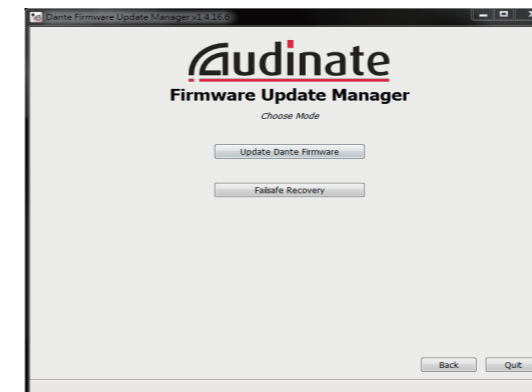 Dante Firmware Update Manager v1.4.16.6
Audinate
Firmware Update Manager
Choose Mode
Update Dante Firmware
Failsafe Recovery
Back Quit